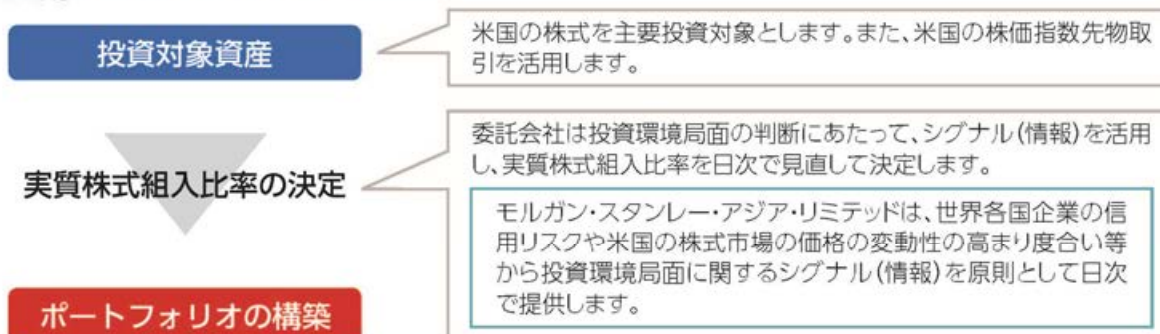 投資対象資産
米国の株式を主要投資対象とします。また、米国の株価指数先物取
引を活用します。
実質株式組入比率の決定
委託会社は投資環境局面の判断にあたって、シグナル(情報)を活用
し、実質株式組入比率を日次で見直して決定します。
モルガン・スタンレー・アジア・リミテッドは、世界各国企業の信
用リスクや米国の株式市場の価格の変動性の高まり度合い等
から投資環境局面に関するシグナル(情報)を原則として日次
で提供します。
ポートフォリオの構築